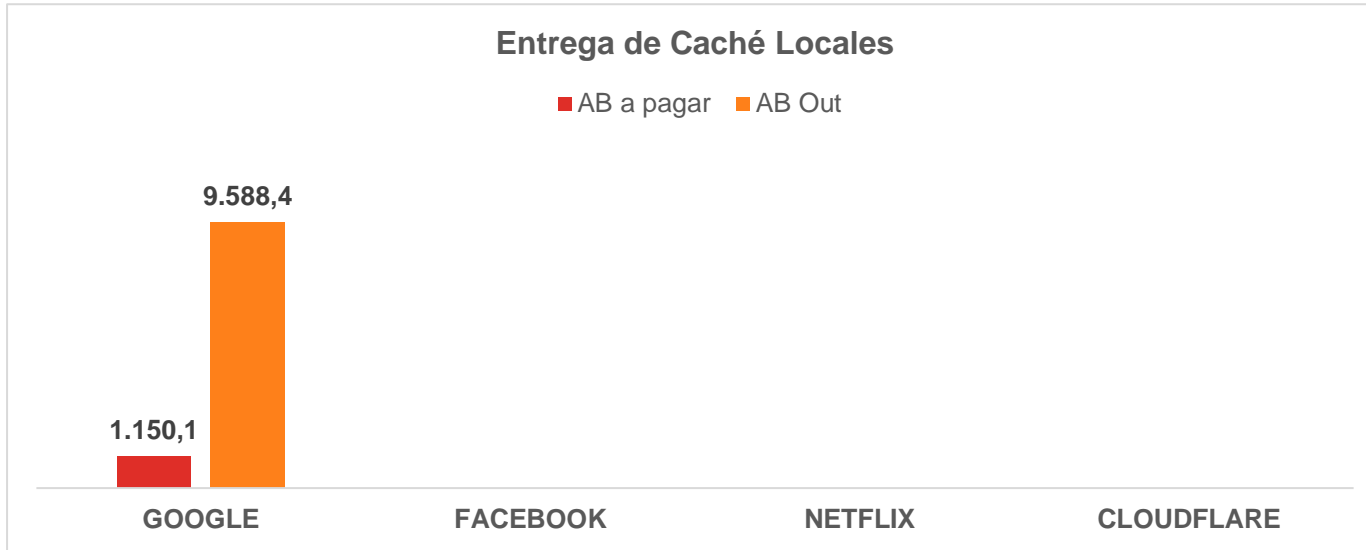 Entrega de Caché Locales
AB a pagar AB Out
9.588,4
1.150,1
GOOGLE FACEBOOK NETFLIX CLOUDFLARE